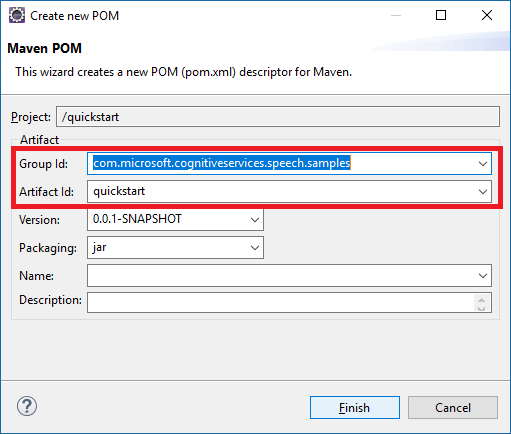 Create new POM
Maven POM
This wizard creates a new POM (pom.xml) descriptor for Maven.
Project: /quickstart
Artifact
Group Id: com.microsoft.cognitiveservices.speech.samples
Artifact Id: quickstart
Version: 0.0.1-SNAPSHOT
Packaging: jar
Name:
Description:
? Finish Cancel